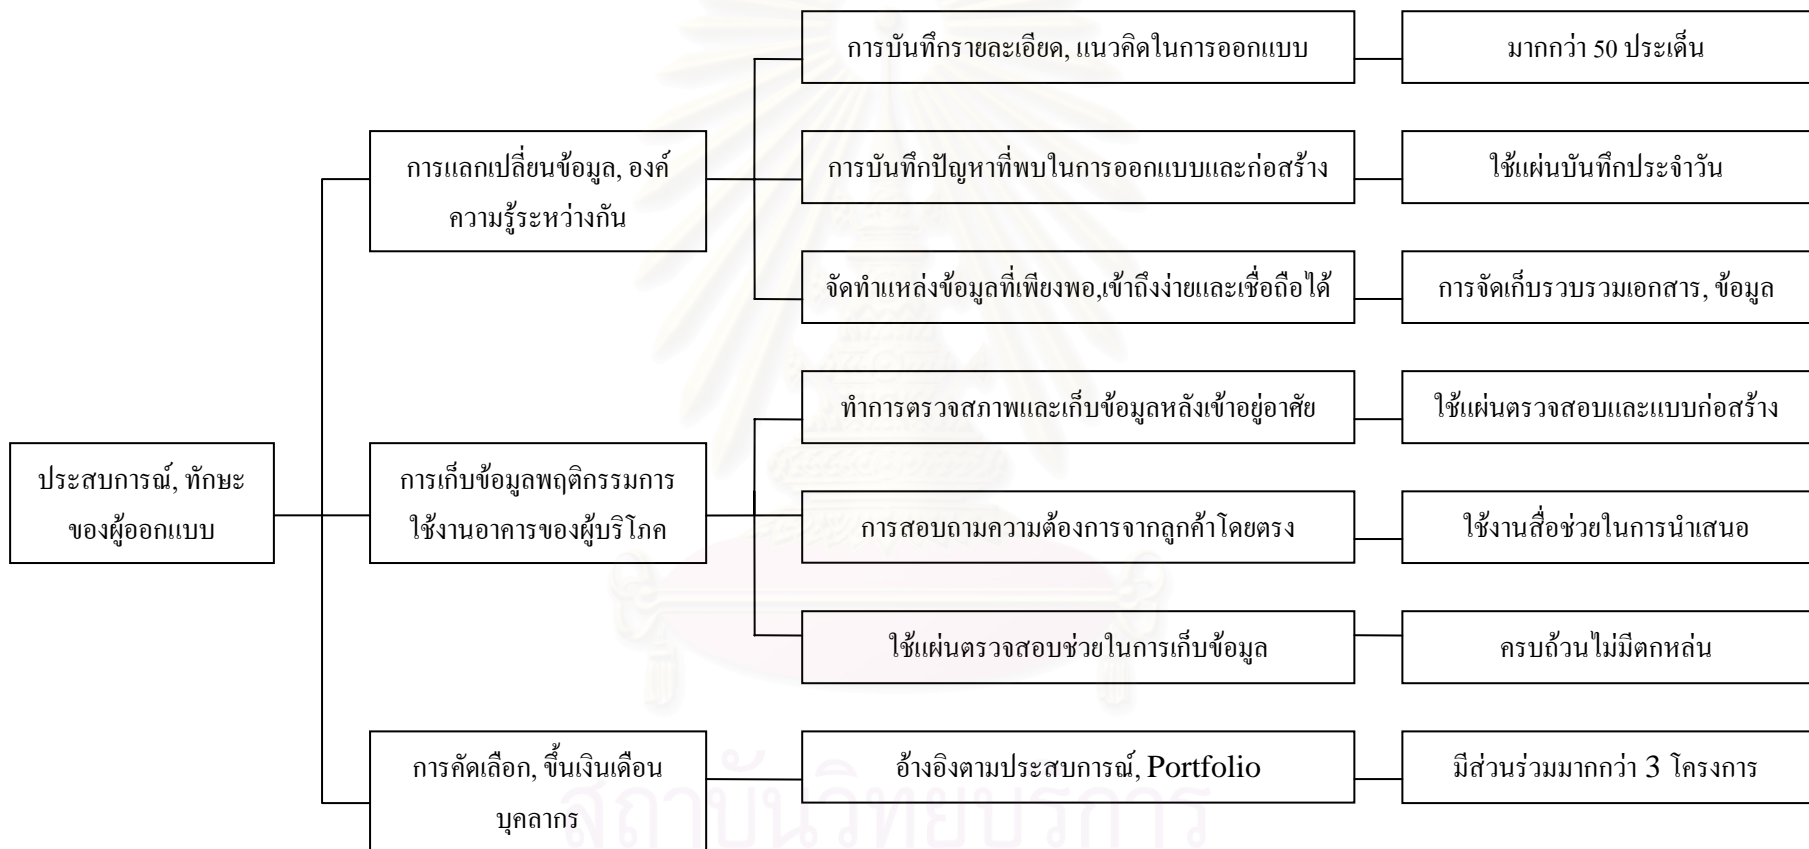 การบันทึกรายละเอียด, แนวคิดในการออกแบบ
มากกว่า 50 ประเด็น
การแลกเปลี่ยนข้อมูล, องค์
ความรู้ระหว่างกัน
การบันทึกปัญหาที่พบในการออกแบบและก่อสร้าง
ใช้แผ่นบันทึกประจำวัน
จัดทำแหล่งข้อมูลที่เพียงพอ,เข้าถึงง่ายและเชื่อถือได้
การจัดเก็บรวบรวมเอกสาร, ข้อมูล
ทำการตรวจสภาพและเก็บข้อมูลหลังเข้าอยู่อาศัย
ใช้แผ่นตรวจสอบและแบบก่อสร้าง
ประสบการณ์, ทักษะ
ของผู้ออกแบบ
การเก็บข้อมูลพฤติกรรมการ
ใช้งานอาคารของผู้บริโภค
การสอบถามความต้องการจากลูกค้าโดยตรง
ใช้งานสื่อช่วยในการนำเสนอ
ใช้แผ่นตรวจสอบช่วยในการเก็บข้อมูล
ครบถ้วนไม่มีตกหล่น
การคัดเลือก, ขึ้นเงินเดือน
บุคลากร
อ้างอิงตามประสบการณ์, Portfolio
มีส่วนร่วมมากกว่า 3 โครงการ
สถาบันวิทยบริการ